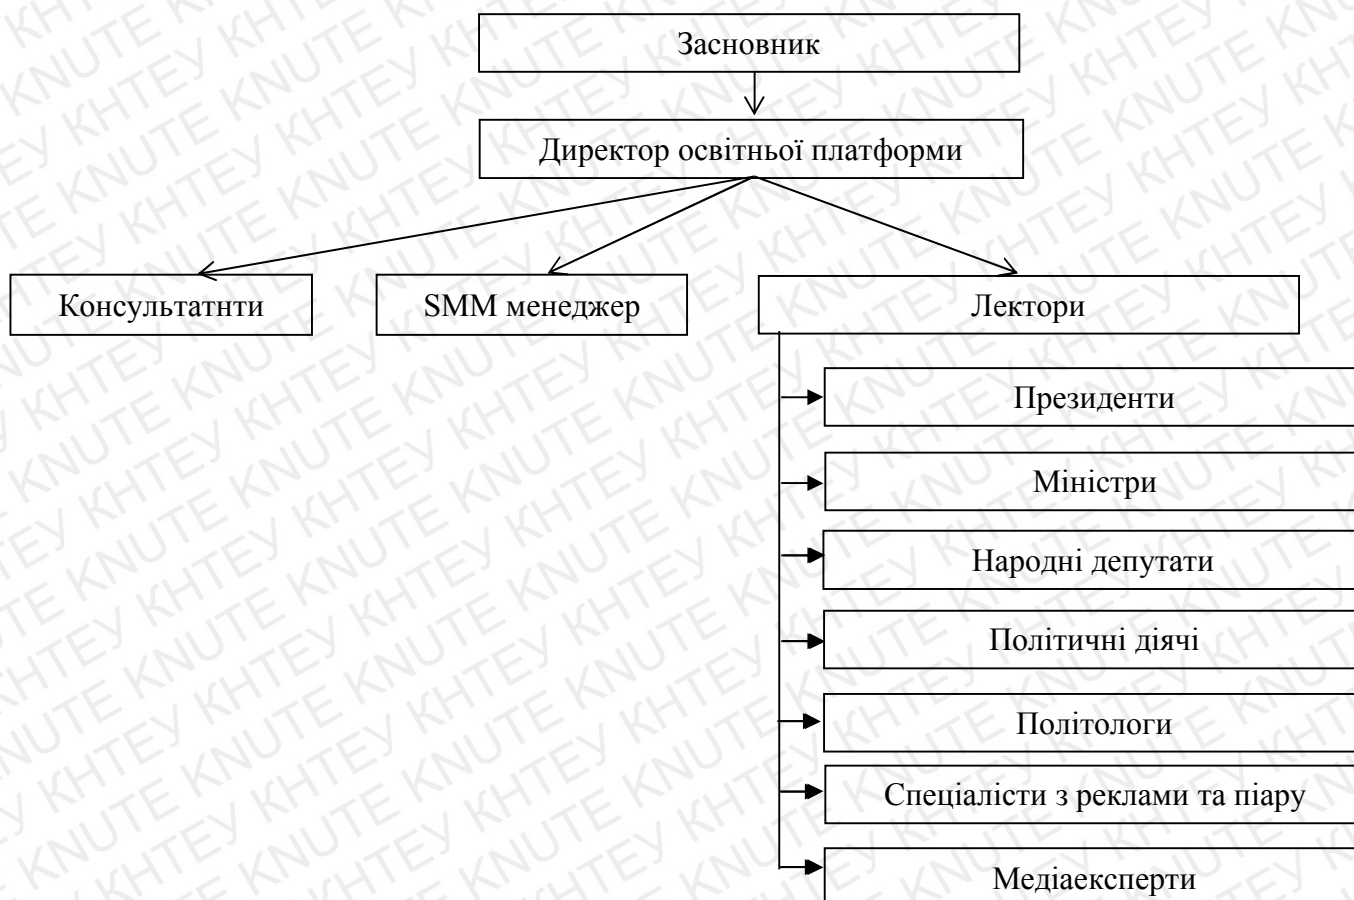 Засновник
Директор освітньої платформи
Консультатнти
SMM менеджер
Лектори
Президенти
Міністри
Народні депутати
Політичні діячі
Політологи
Спеціалісти з реклами та піару
Медіаексперти